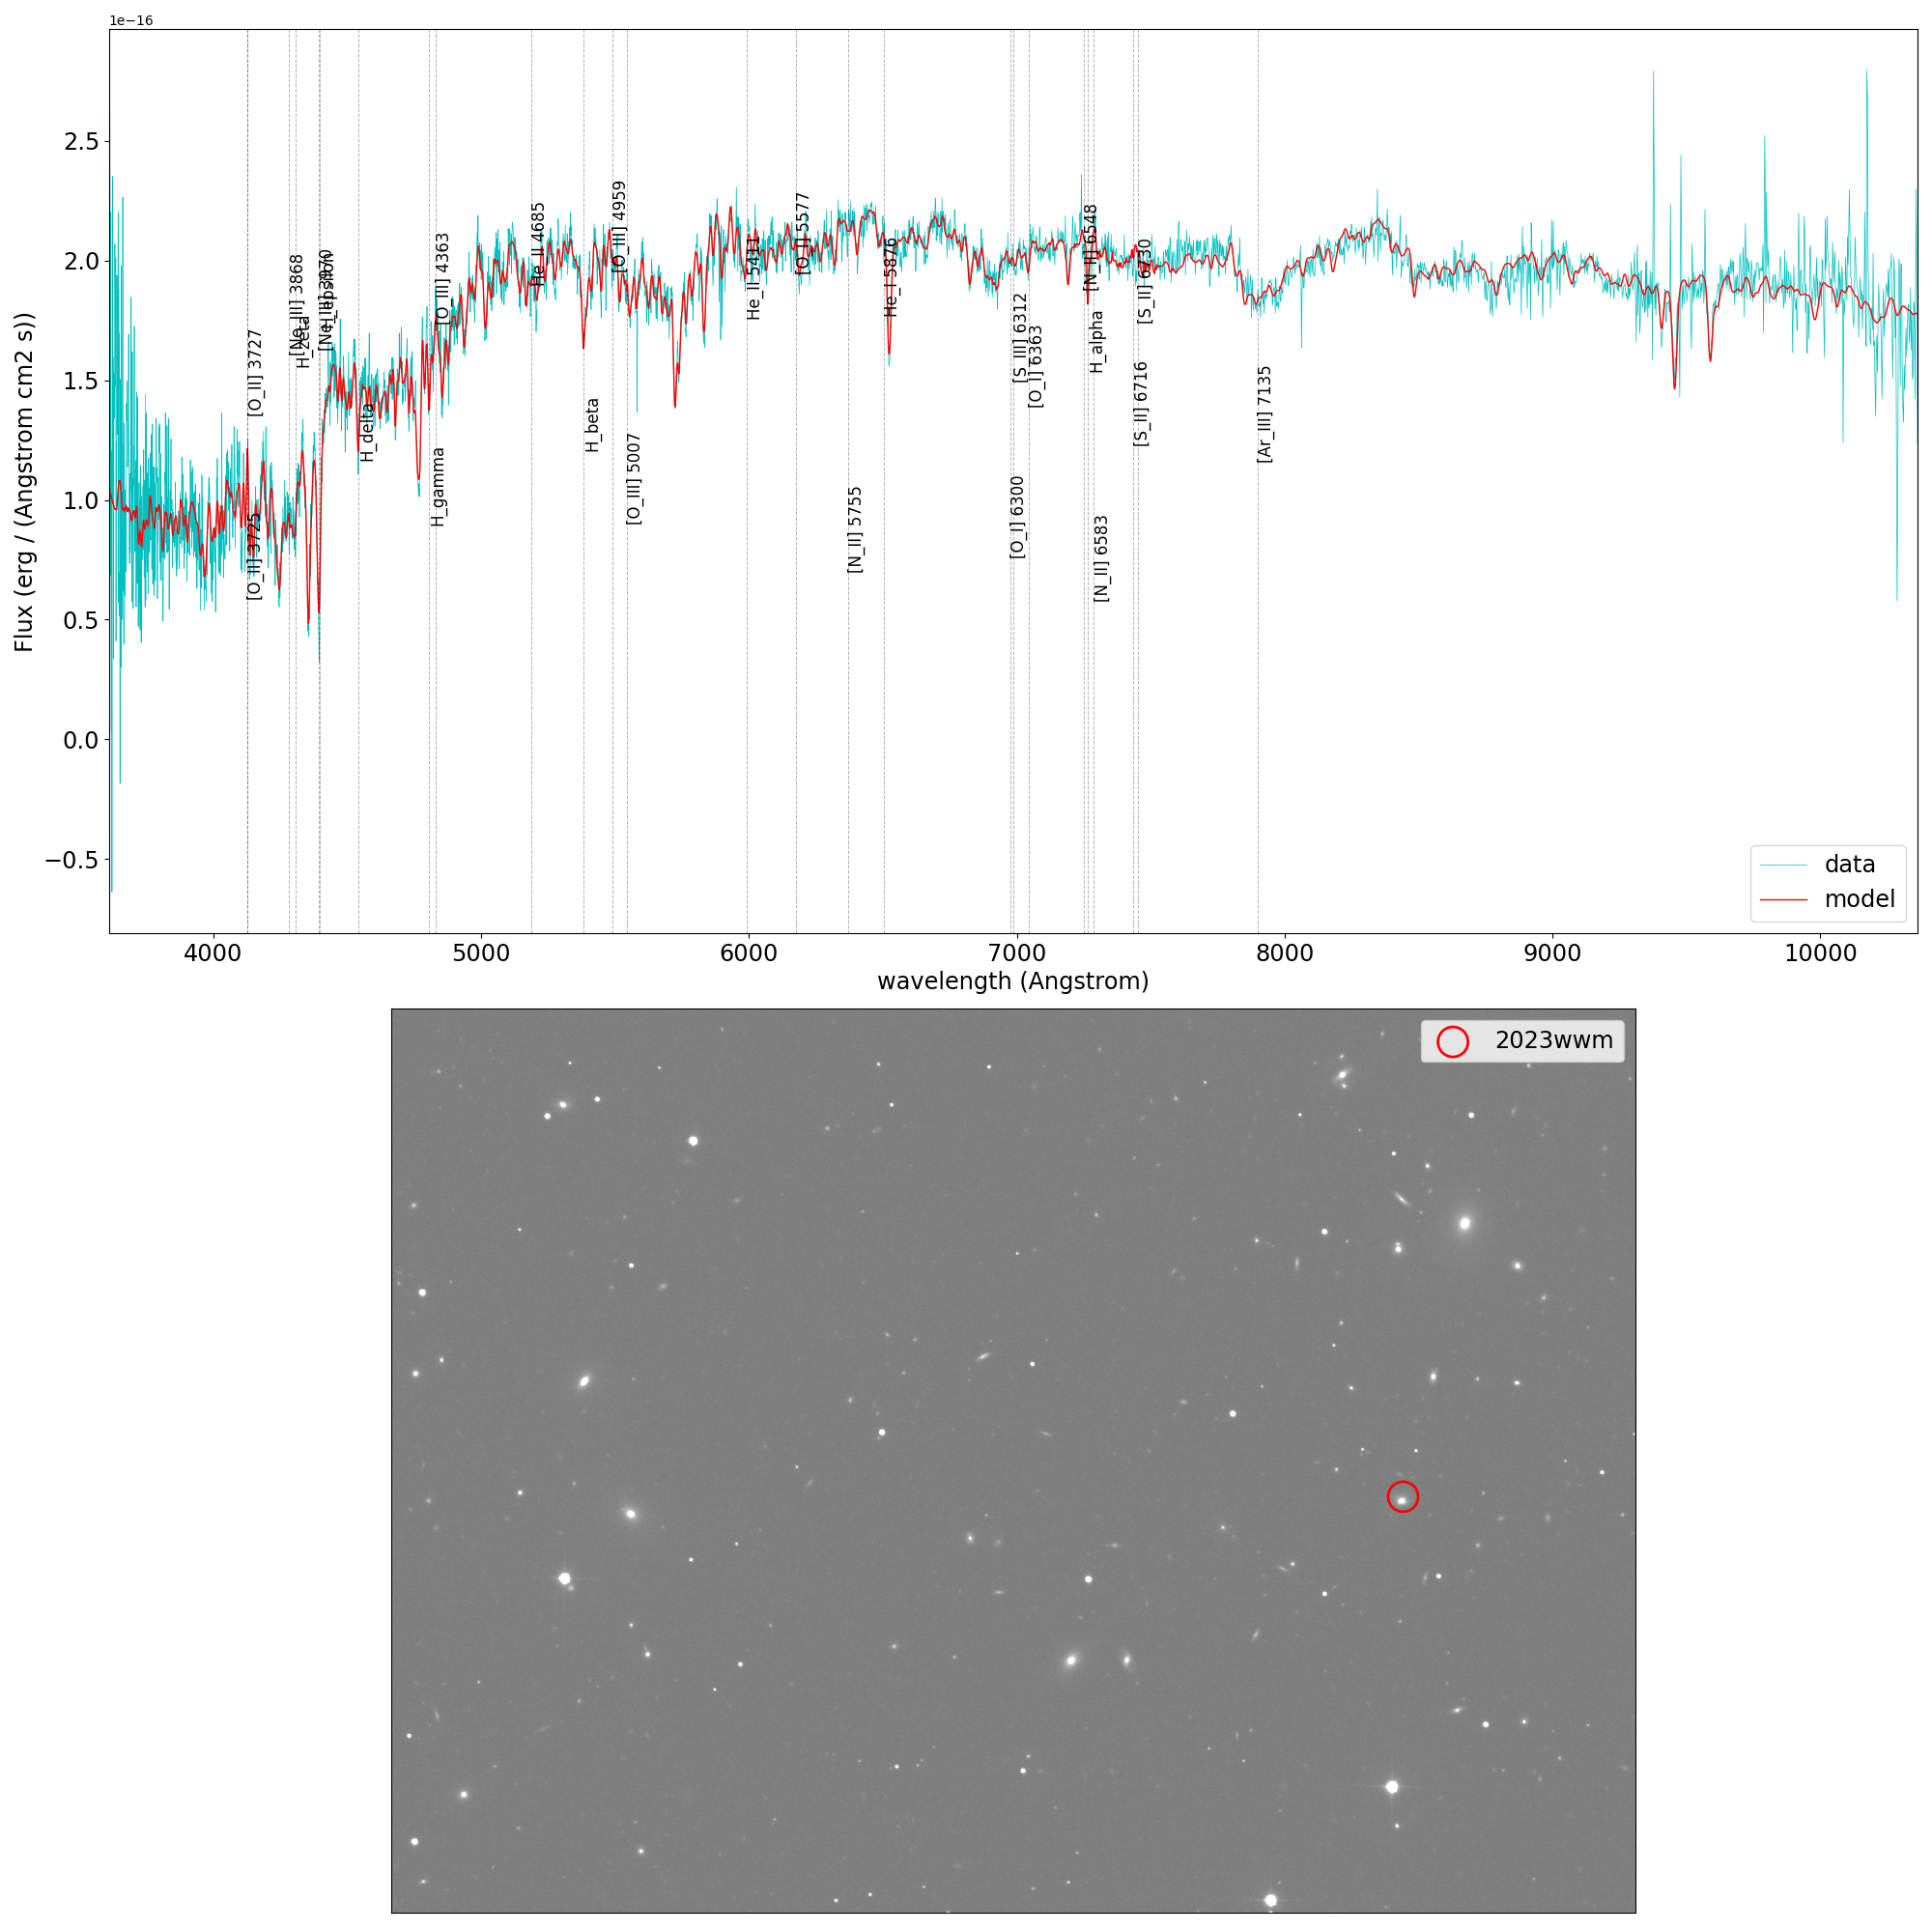 1e−16
Flux (erg / (Angstrom cm2 s))
2.5
2.0
1.5
1.0
0.5
0.0
−0.5
[O_II] 3725
[O_II] 3727
[Ne_III] 3868
H_zeta
[Ne_III] 3970
H_epsilon
H_delta
H_gamma
[O_III] 4363
He_II 4685
H_beta
[O_III] 4959
[O_III] 5007
He_II 5411
[O_I] 5577
[N_II] 5755
He_I 5876
[O_I] 6300
[S_III] 6312
[O_I] 6363
[N_II] 6548
H_alpha
[N_II] 6583
[S_II] 6716
[S_II] 6730
[Ar_III] 7135
data
model
4000 5000 6000 7000 8000 9000 10000
wavelength (Angstrom)
2023wwm